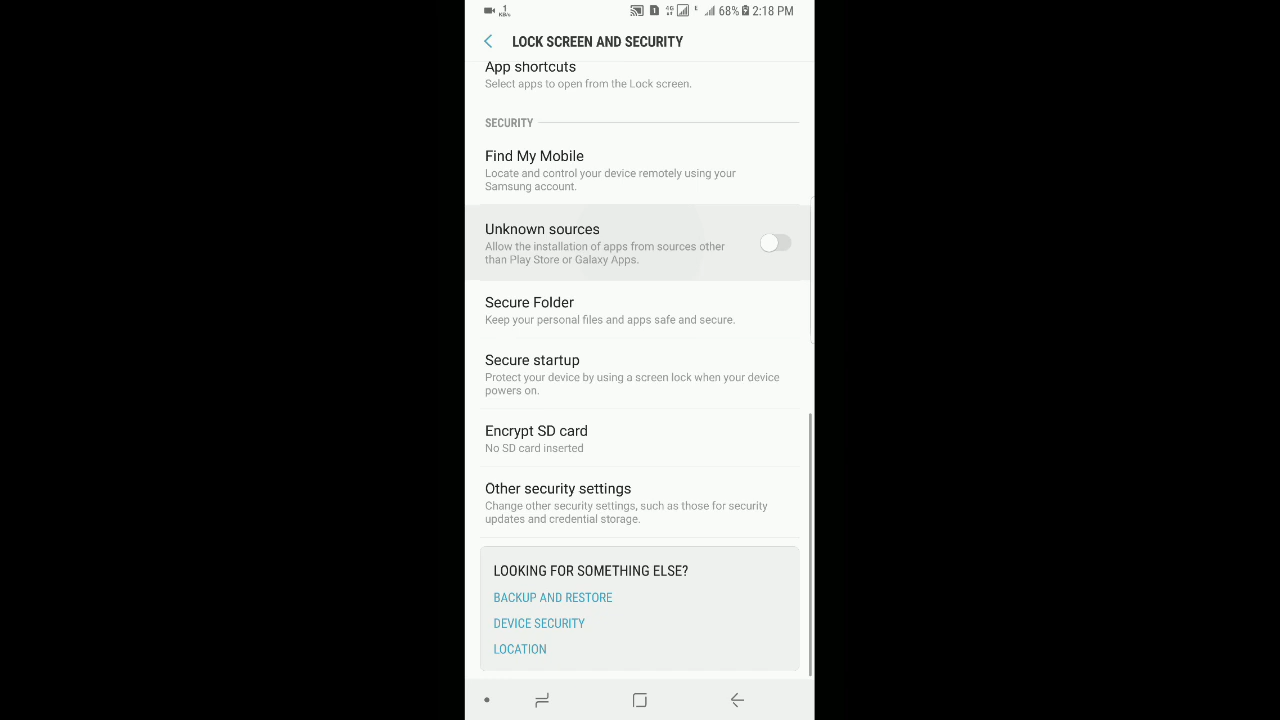 1
KB/s
1
4G
E
68%
2:18 PM
LOCK SCREEN AND SECURITY
App shortcuts
Select apps to open from the Lock screen.
SECURITY
Find My Mobile
Locate and control your device remotely using your
Samsung account.
Unknown sources
Allow the installation of apps from sources other
than Play Store or Galaxy Apps.
Secure Folder
Keep your personal files and apps safe and secure.
Secure startup
Protect your device by using a screen lock when your device
powers on.
Encrypt SD card
No SD card inserted
Other security settings
Change other security settings, such as those for security
updates and credential storage.
LOOKING FOR SOMETHING ELSE?
BACKUP AND RESTORE
DEVICE SECURITY
LOCATION